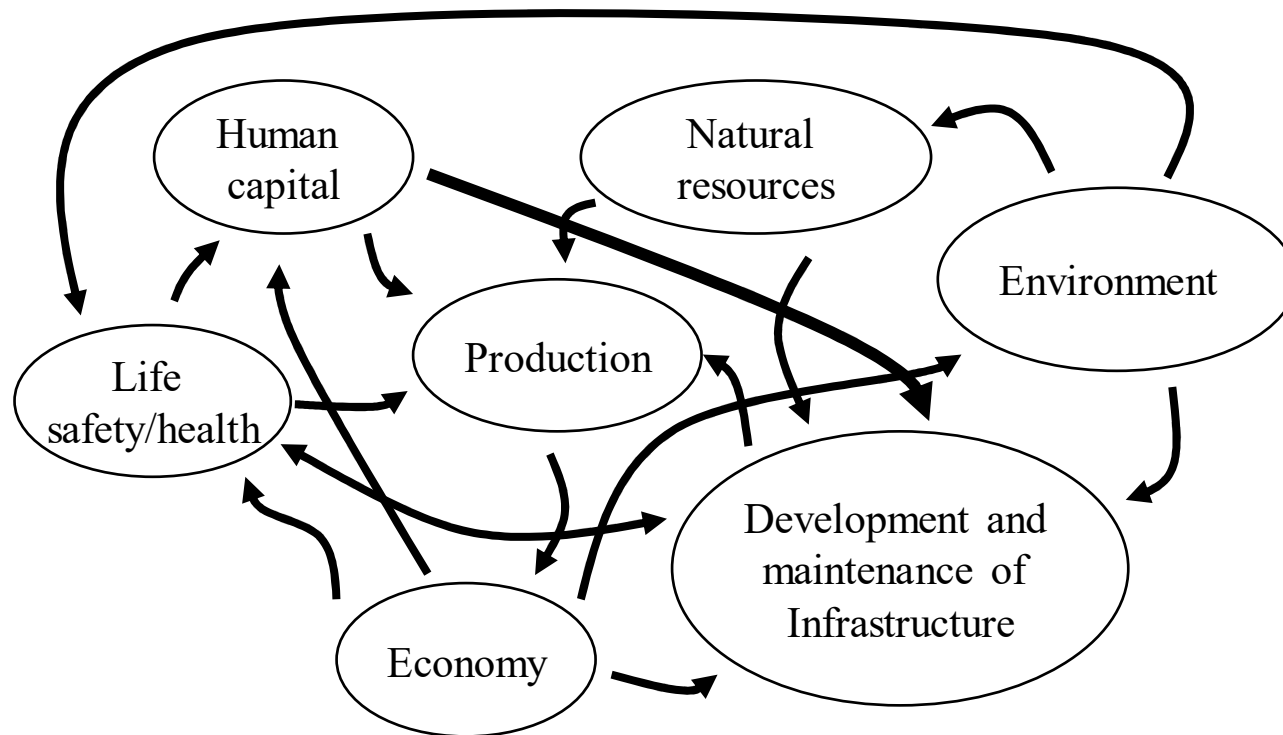 Human
capital
Natural
resources
Environment
Production
Life
safety/health
Development and
maintenance of
Infrastructure
Economy